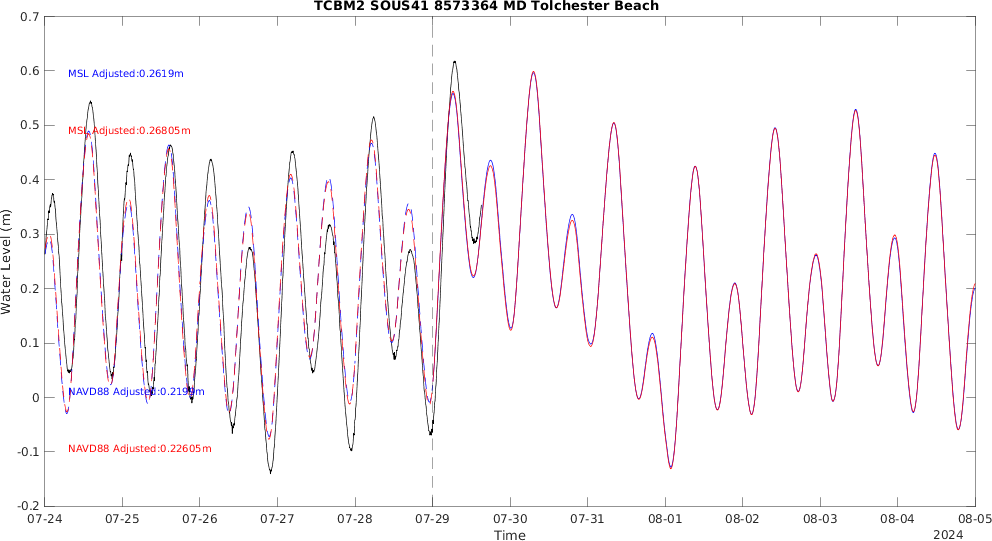 TCBM2 SOUS41 8573364 MD Tolchester Beach
0.7
0.6
0.5
0.4
0.3
0.2
0.1
0
-0.1
-0.2
Water Level (m)
MSL Adjusted:0.2619m
MSL Adjusted:0.26805m
NAVD88 Adjusted:0.2199m
NAVD88 Adjusted:0.22605m
07-24 07-25 07-26 07-27 07-28 07-29 07-30 07-31 08-01 08-02 08-03 08-04 08-05
Time
2024